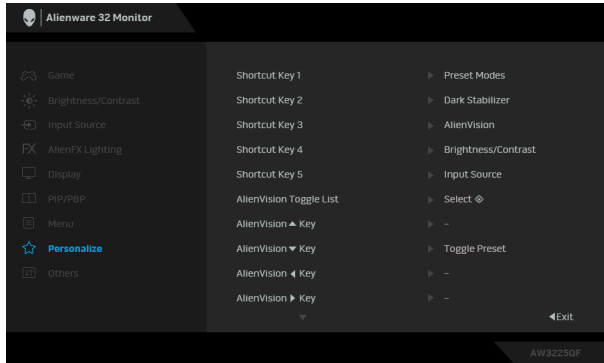 Alienware 32 Monitor
Game
Brightness/Contrast
Input Source
FX AlienFX Lighting
Display
PIP/PBP
Menu
Personalize
Others
Shortcut Key 1 Preset Modes
Shortcut Key 2 Dark Stabilizer
Shortcut Key 3 AlienVision
Shortcut Key 4 Brightness/Contrast
Shortcut Key 5 Input Source
AlienVision Toggle List Select
AlienVision ▲ Key –
AlienVision ▼ Key Toggle Preset
AlienVision ◀ Key –
AlienVision ▶ Key –
◀Exit
AW3225QF